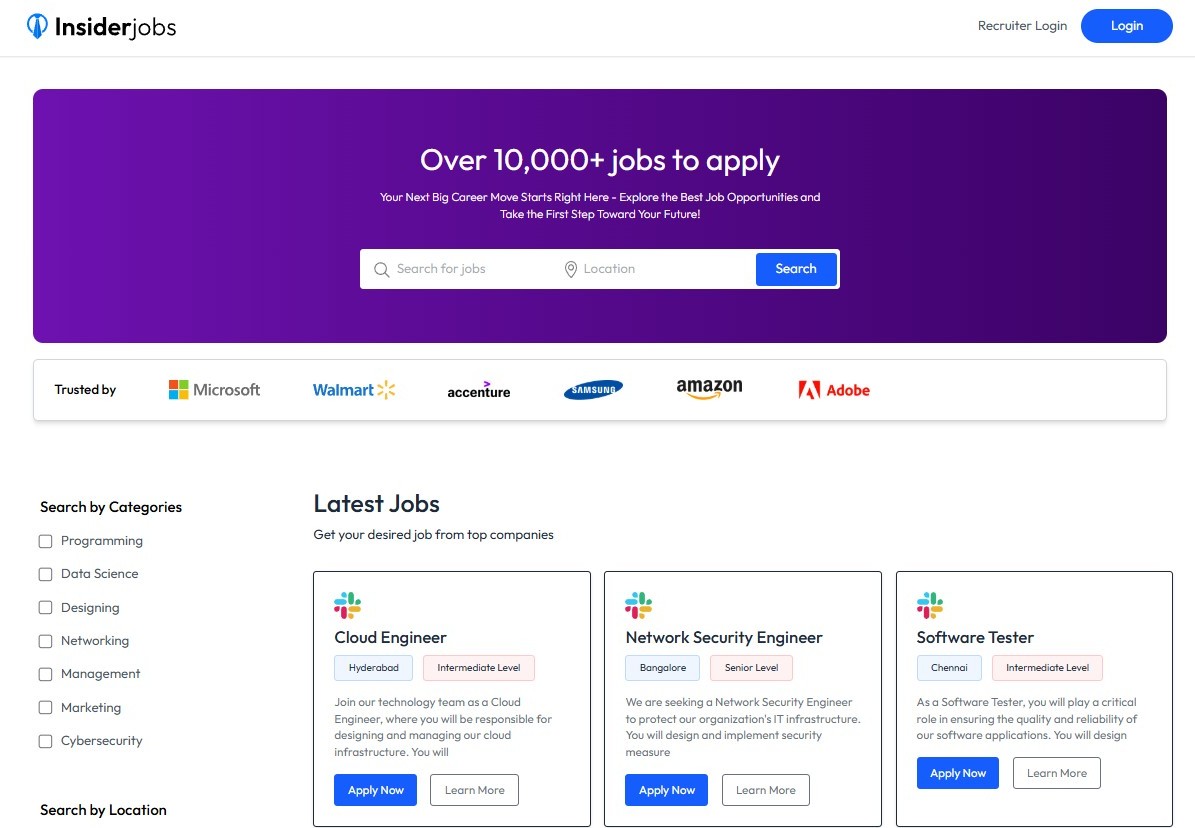 Insiderjobs
Recruiter Login
Login
Over 10,000+ jobs to apply
Your Next Big Career Move Starts Right Here - Explore the Best Job Opportunities and
Take the First Step Toward Your Future!
Search for jobs
Location
Search
Trusted by
Microsoft
Walmart
accenture
SAMSUNG
amazon
Adobe
Search by Categories
Programming
Data Science
Designing
Networking
Management
Marketing
Cybersecurity
Search by Location
Latest Jobs
Get your desired job from top companies
Cloud Engineer
Hyderabad
Intermediate Level
Join our technology team as a Cloud
Engineer, where you will be responsible for
designing and managing our cloud
infrastructure. You will
Apply Now
Learn More
Network Security Engineer
Bangalore
Senior Level
We are seeking a Network Security Engineer
to protect our organization's IT infrastructure.
You will design and implement security
measure
Apply Now
Learn More
Software Tester
Chennai
Intermediate Level
As a Software Tester, you will play a critical
role in ensuring the quality and reliability of
our software applications. You will design
Apply Now
Learn More